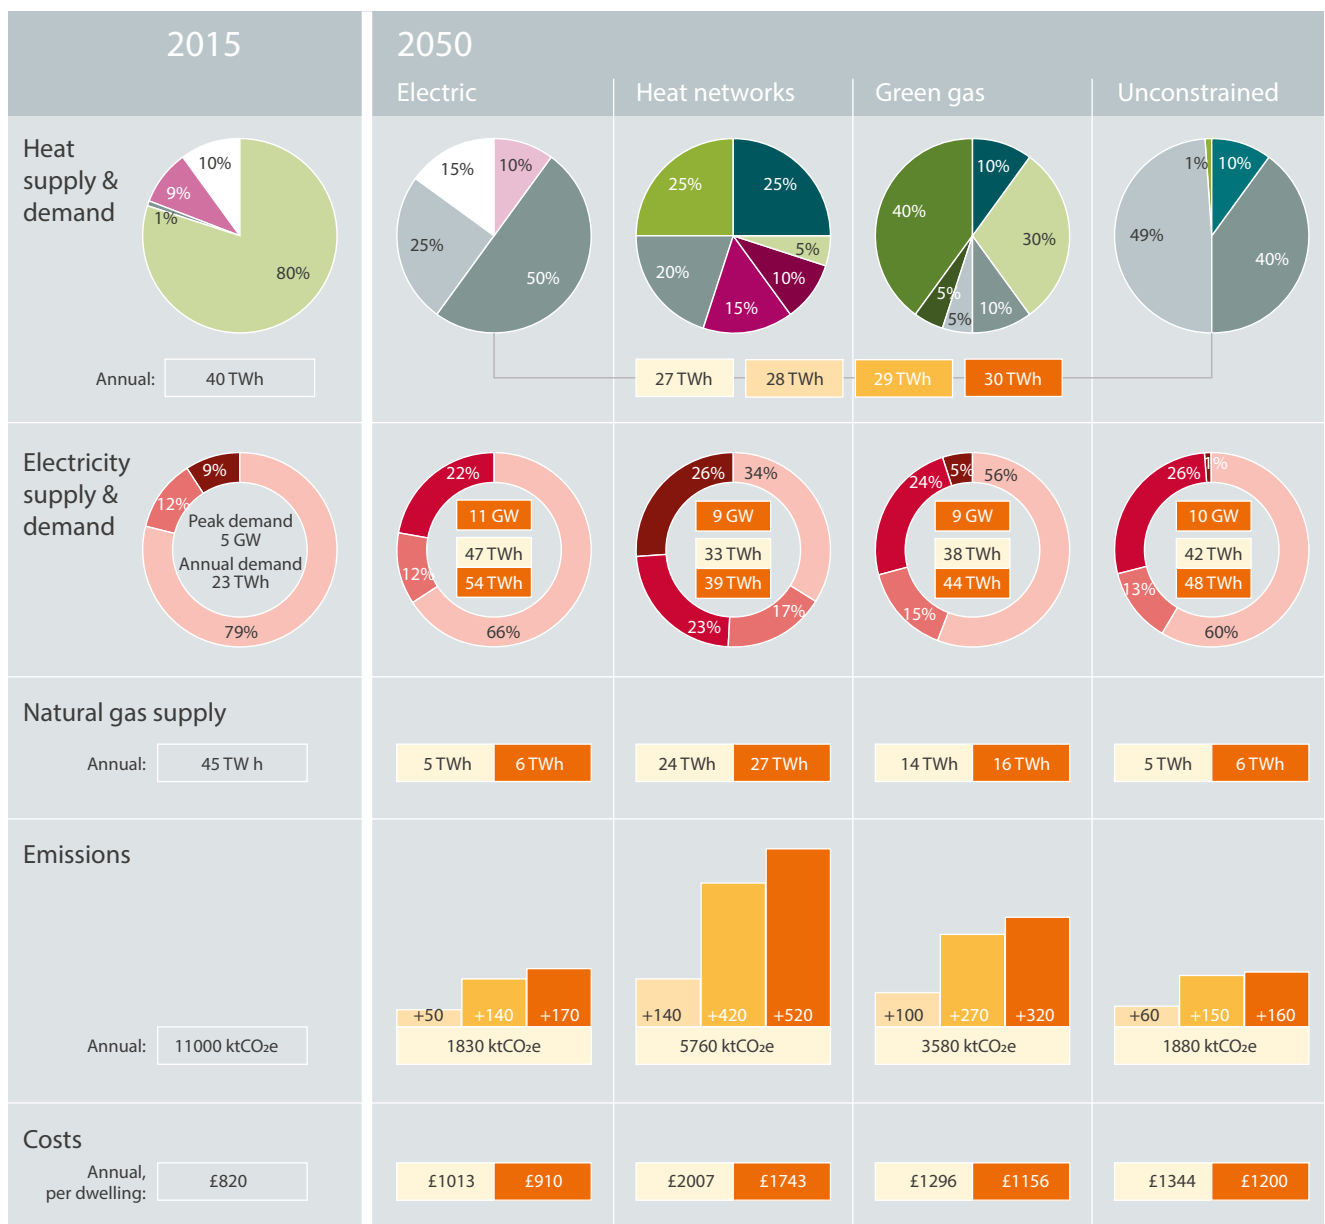 2015
2050
Electric
Heat networks
Green gas
Unconstrained
Heat
supply &
demand
10%
9%
1%
80%
15%
10%
25%
50%
25%
25%
5%
10%
15%
20%
10%
30%
10%
5%
5%
40%
1%
10%
49%
40%
Annual:
40 TWh
27 TWh
28 TWh
29 TWh
30 TWh
Electricity
supply &
demand
9%
12%
Peak demand
5 GW
Annual demand
23 TWh
79%
22%
11 GW
47 TWh
54 TWh
12%
66%
26%
34%
9 GW
33 TWh
39 TWh
17%
23%
5%
56%
24%
9 GW
38 TWh
44 TWh
15%
26%
1%
10 GW
42 TWh
48 TWh
13%
60%
Natural gas supply
Annual:
45 TW h
5 TWh
6 TWh
24 TWh
27 TWh
14 TWh
16 TWh
5 TWh
6 TWh
Emissions
+50
+140
+170
+140
+420
+520
+100
+270
+320
+60
+150
+160
Annual:
11000 ktCO₂e
1830 ktCO₂e
5760 ktCO₂e
3580 ktCO₂e
1880 ktCO₂e
Costs
Annual,
per dwelling:
£820
£1013
£910
£2007
£1743
£1296
£1156
£1344
£1200